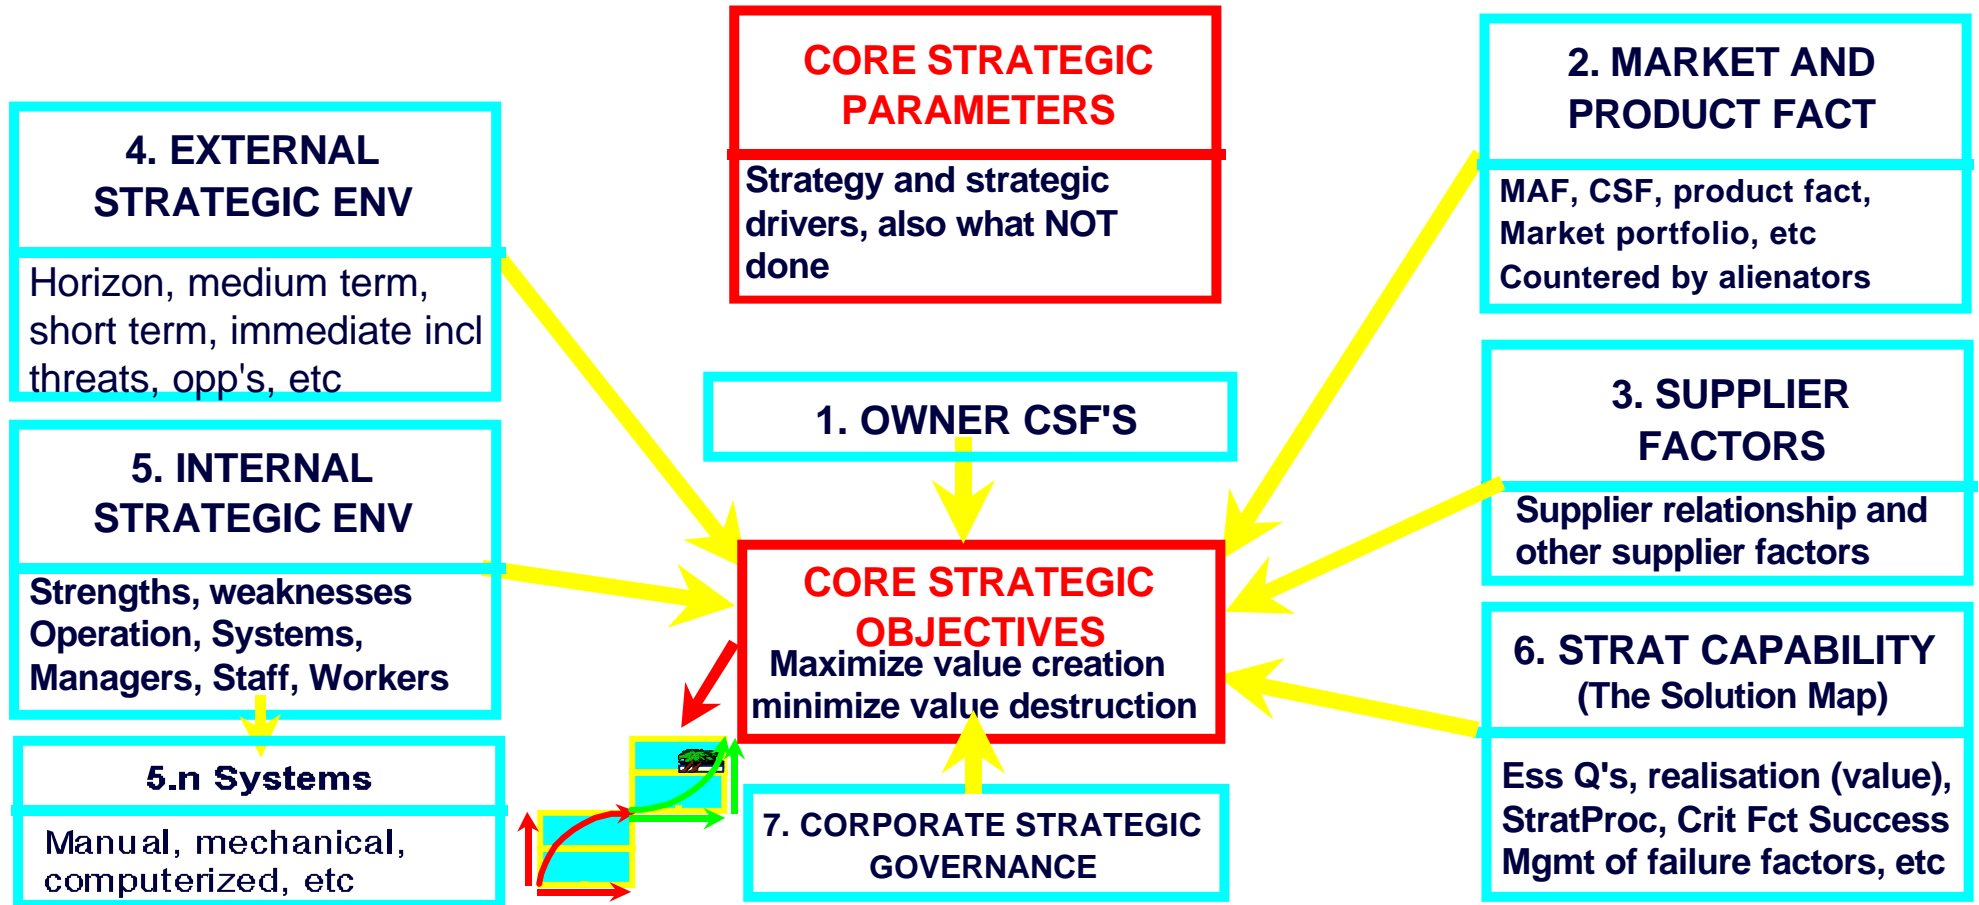 CORE STRATEGIC
PARAMETERS
Strategy and strategic
drivers, also what NOT
done
2. MARKET AND
PRODUCT FACT
MAF, CSF, product fact,
Market portfolio, etc
Countered by alienators
4. EXTERNAL
STRATEGIC ENV
Horizon, medium term,
short term, immediate incl
threats, opp's, etc
1. OWNER CSF'S
3. SUPPLIER
FACTORS
Supplier relationship and
other supplier factors
5. INTERNAL
STRATEGIC ENV
Strengths, weaknesses
Operation, Systems,
Managers, Staff, Workers
CORE STRATEGIC
OBJECTIVES
Maximize value creation
minimize value destruction
6. STRAT CAPABILITY
(The Solution Map)
Ess Q's, realisation (value),
StratProc, Crit Fct Success
Mgmt of failure factors, etc
5.n Systems
Manual, mechanical,
computerized, etc
7. CORPORATE STRATEGIC
GOVERNANCE